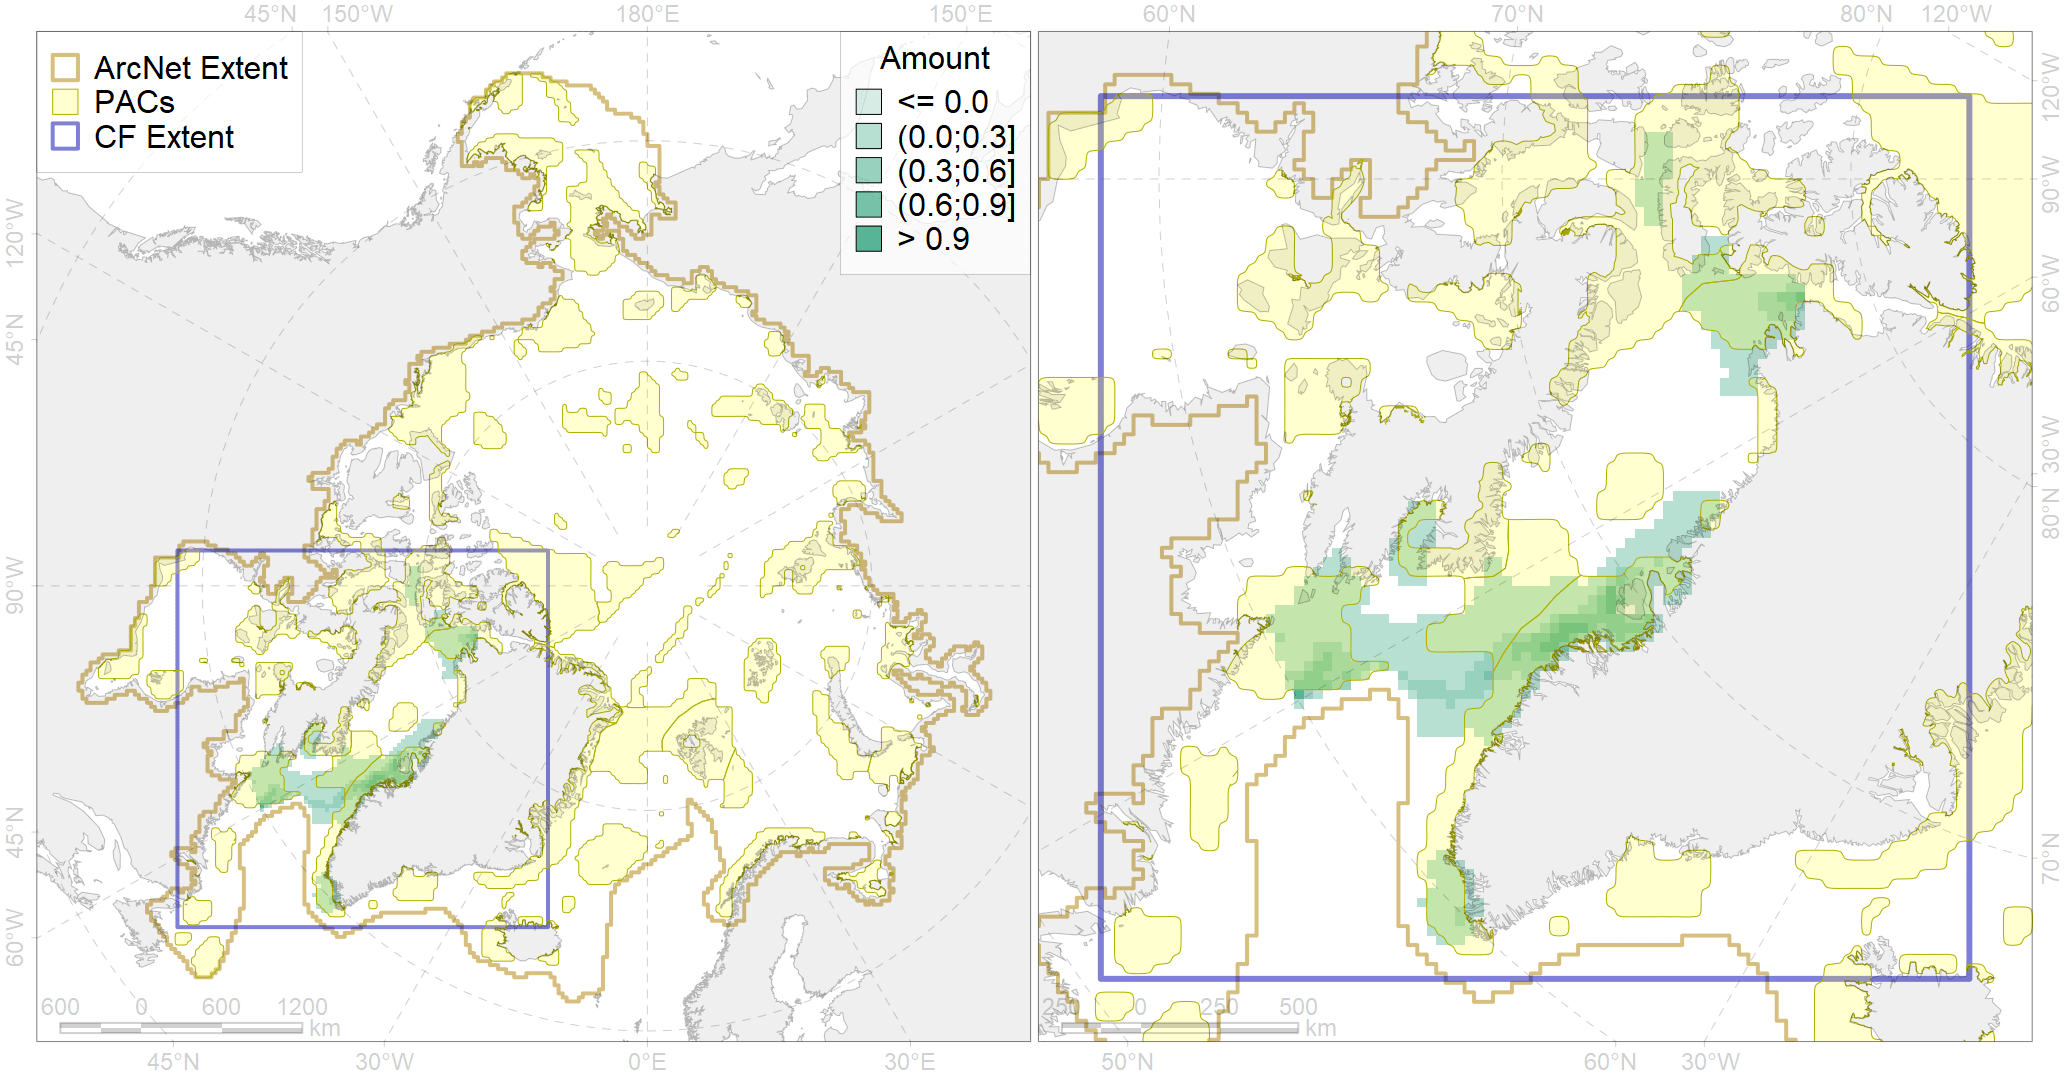 45°N 150°W 180°E 150°E 60°N 70°N 80°N 120°W
ArcNet Extent
PACs
CF Extent
Amount
<= 0.0
(0.0;0.3]
(0.3;0.6]
(0.6;0.9]
> 0.9
120°W
45°N
90°W
45°N
60°W
120°W
90°W
60°W
30°W
80°N
70°N
600 0 600 1200
km
250 0 250 500
km
45°N 30°W 0°E 30°E 50°N 60°N 30°W